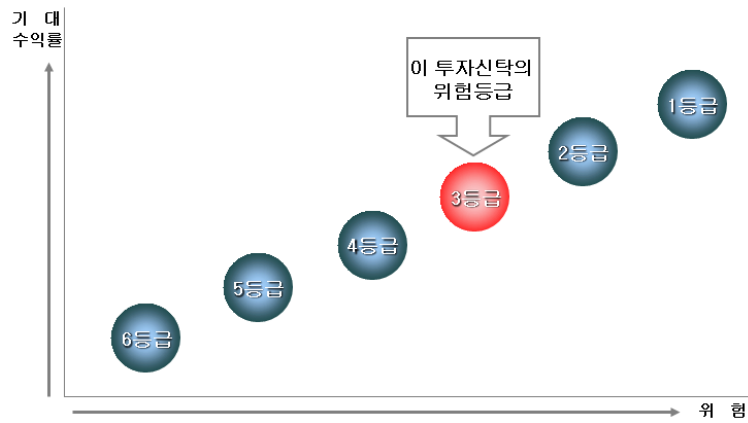 기 대
수익률
이 투자신탁의
위험등급
1등급
2등급
3등급
4등급
5등급
6등급
위 험